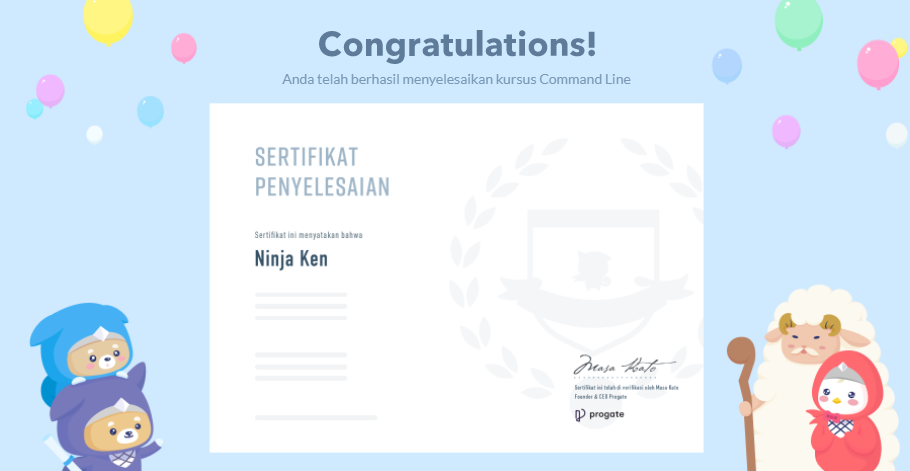 Congratulations!
Anda telah berhasil menyelesaikan kursus Command Line
SERTIFIKAT
PENYELESAIAN
Sertifikat ini menyatakan bahwa
Ninja Ken
Masa Kato
Sertifikat ini telah di verifikasi oleh Masa Kato
Founder & CEO Progate
progate